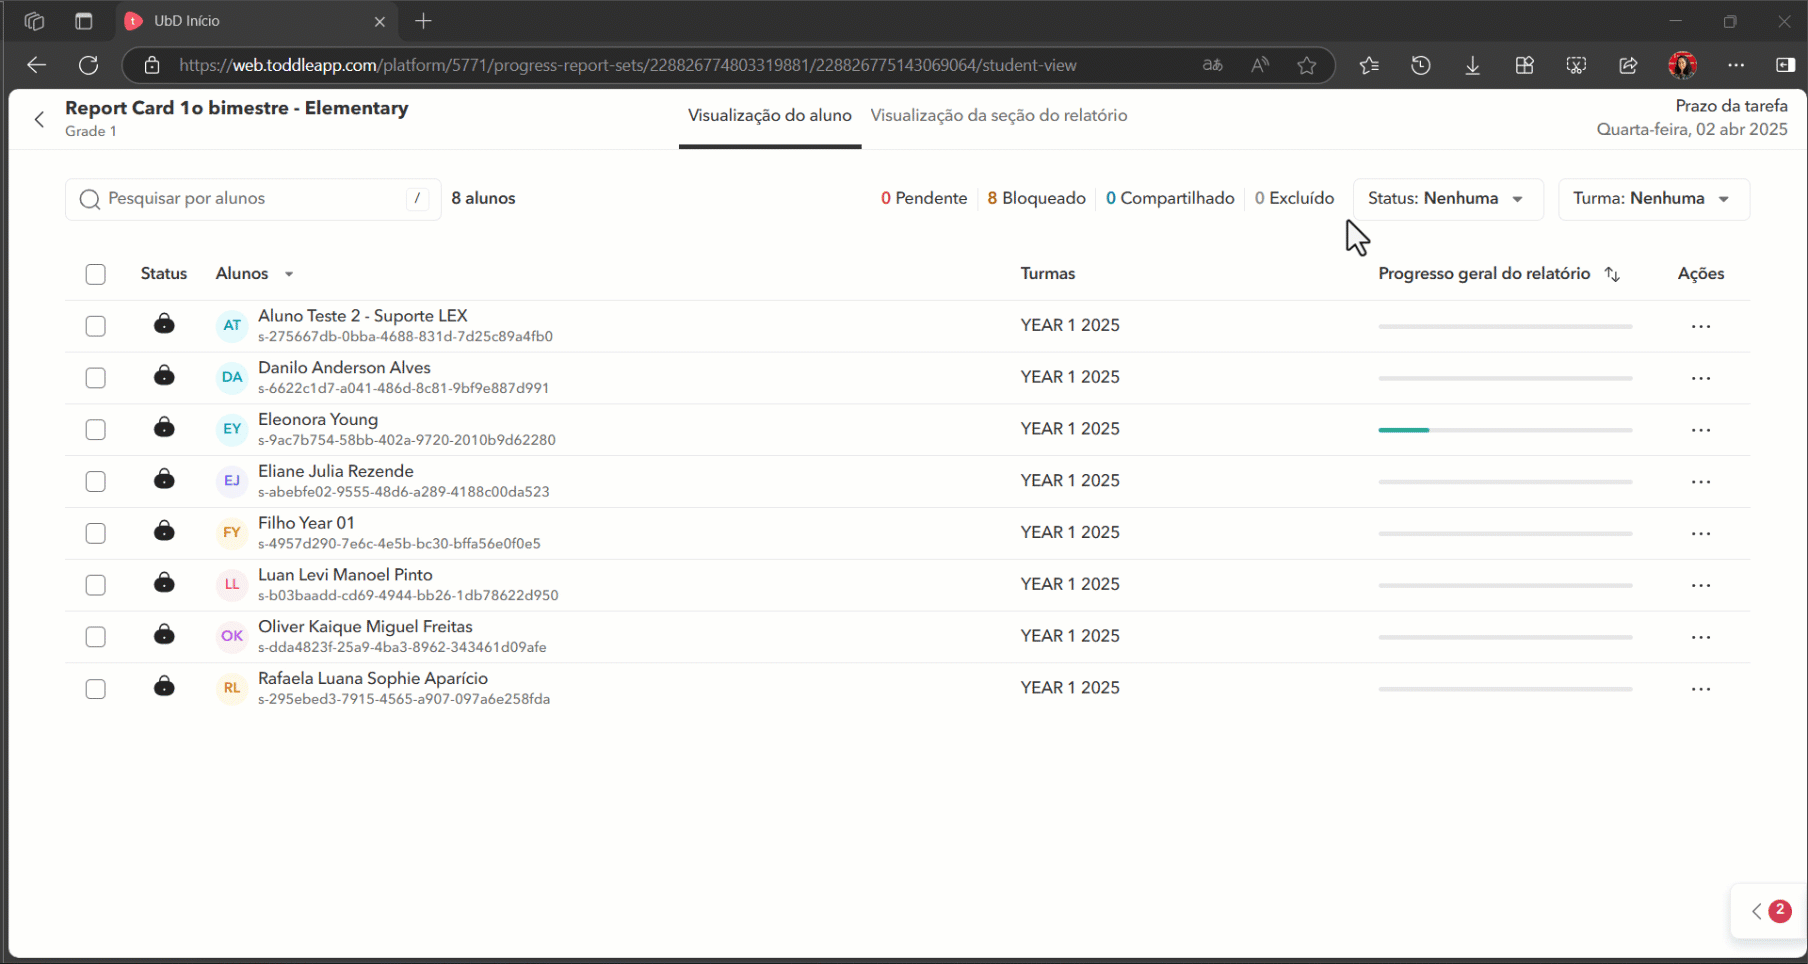 UbD Início
https://web.toddleapp.com/platform/5771/progress-report-sets/228826774803319881/228826775143069064/student-view
Report Card 1o bimestre - Elementary
Grade 1
Visualização do aluno
Visualização da seção do relatório
Prazo da tarefa
Quarta-feira, 02 abr 2025
Pesquisar por alunos /
8 alunos
0 Pendente
8 Bloqueado
0 Compartilhado
0 Excluído
Status: Nenhuma
Turma: Nenhuma
Status
Alunos
Turmas
Progresso geral do relatório
Ações
AT
Aluno Teste 2 - Suporte LEX
s-275667db-0bba-4688-831d-7d25c89a4fb0
YEAR 1 2025
DA
Danilo Anderson Alves
s-6622c1d7-a041-486d-8c81-9bf9e887d991
YEAR 1 2025
EY
Eleonora Young
s-9ac7b754-58bb-402a-9720-2010b9d62280
YEAR 1 2025
EJ
Eliane Julia Rezende
s-abebfe02-9555-48d6-a289-4188c00da523
YEAR 1 2025
FY
Filho Year 01
s-4957d290-7e6c-4e5b-bc30-bffa56e0f0e5
YEAR 1 2025
LL
Luan Levi Manoel Pinto
s-b03baadd-cd69-4944-bb26-1db78622d950
YEAR 1 2025
OK
Oliver Kaique Miguel Freitas
s-dda4823f-25a9-4ba3-8962-343461d09afe
YEAR 1 2025
RL
Rafaela Luana Sophie Aparício
s-295ebed3-7915-4565-a907-097a6e258fda
YEAR 1 2025
2